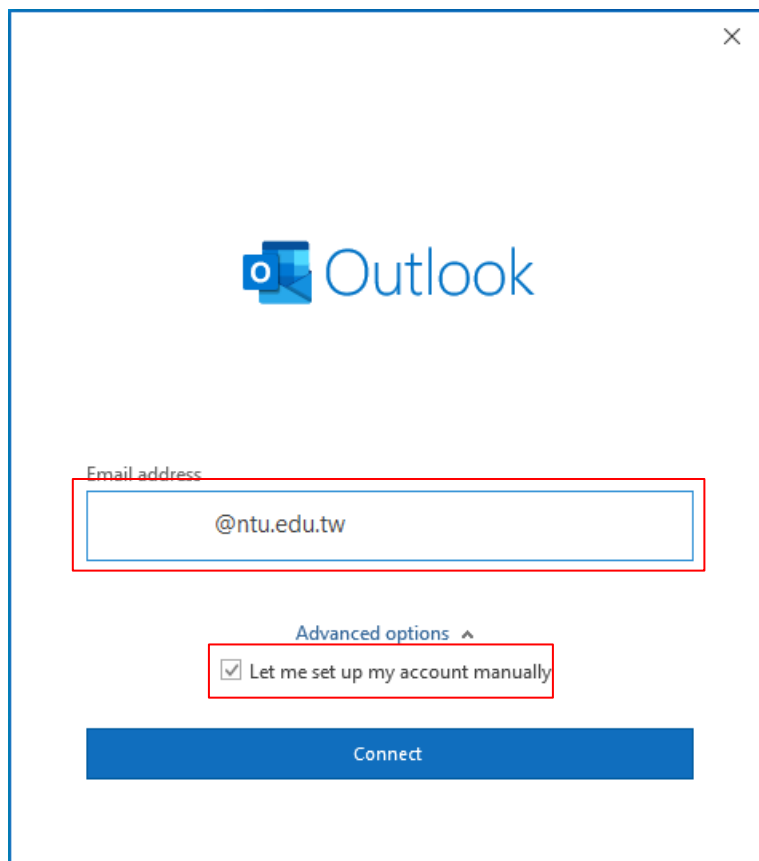 Outlook
Email address
@ntu.edu.tw
Advanced options
Let me set up my account manually
Connect